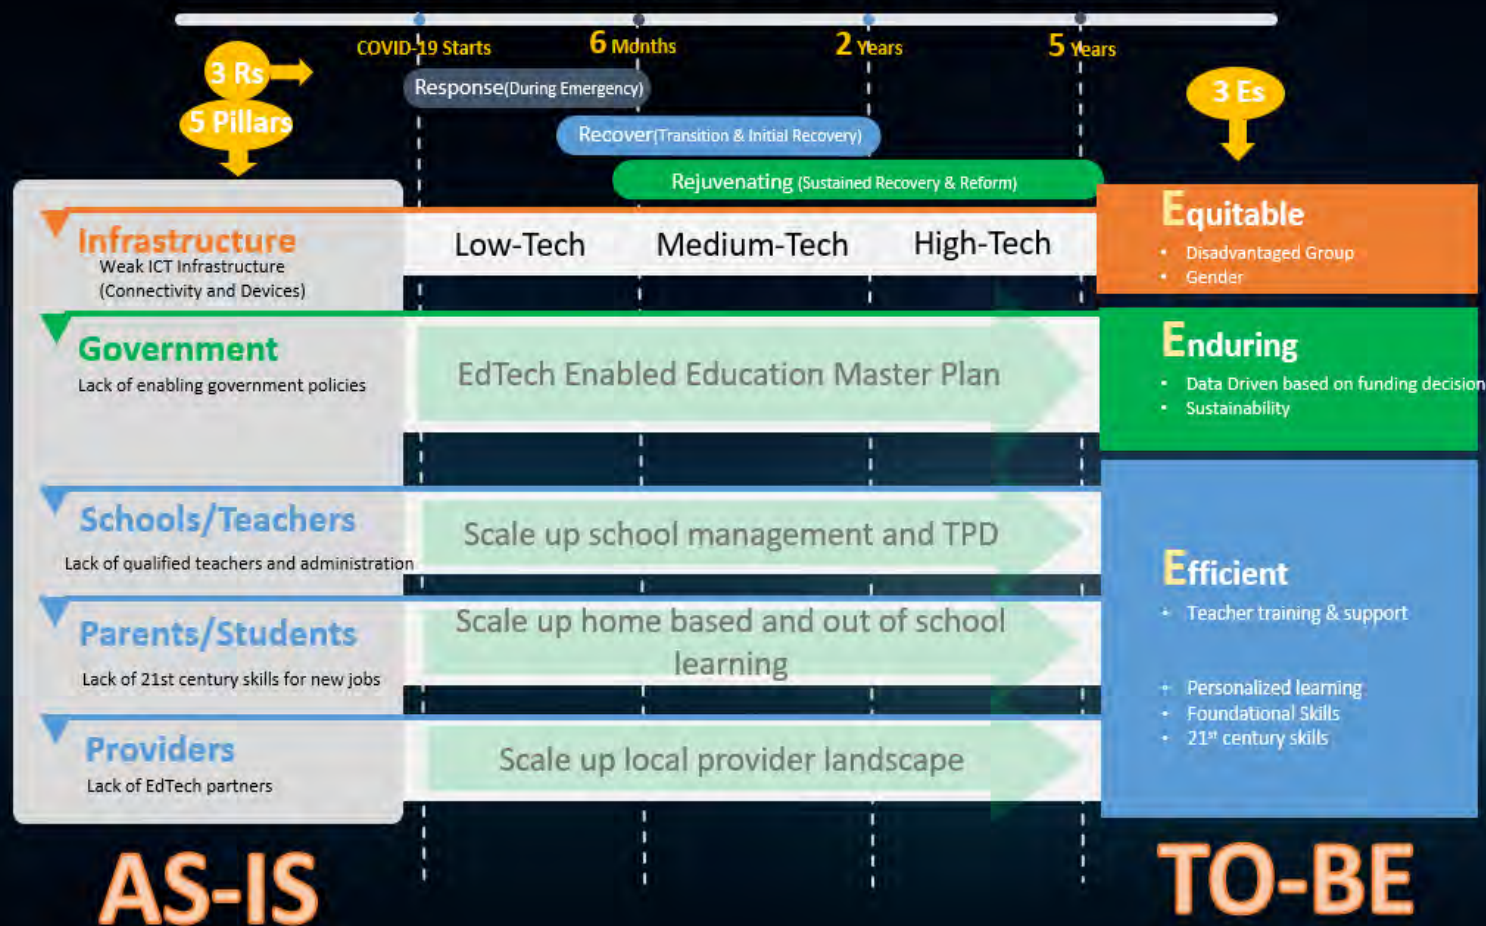 COVID-19 Starts
6 Months
2 Years
5 Years
3 Rs
5 Pillars
Response(During Emergency)
Recover(Transition & Initial Recovery)
Rejuvenating (Sustained Recovery & Reform)
3 Es
Infrastructure
Weak ICT Infrastructure
(Connectivity and Devices)
Low-Tech
Medium-Tech
High-Tech
Equitable
• Disadvantaged Group
• Gender
Government
Lack of enabling government policies
EdTech Enabled Education Master Plan
Enduring
• Data Driven based on funding decision
• Sustainability
Schools/Teachers
Lack of qualified teachers and administration
Scale up school management and TPD
Parents/Students
Lack of 21st century skills for new jobs
Scale up home based and out of school
learning
Providers
Lack of EdTech partners
Scale up local provider landscape
Efficient
• Teacher training & support
• Personalized learning
• Foundational Skills
• 21st century skills
AS-IS
TO-BE